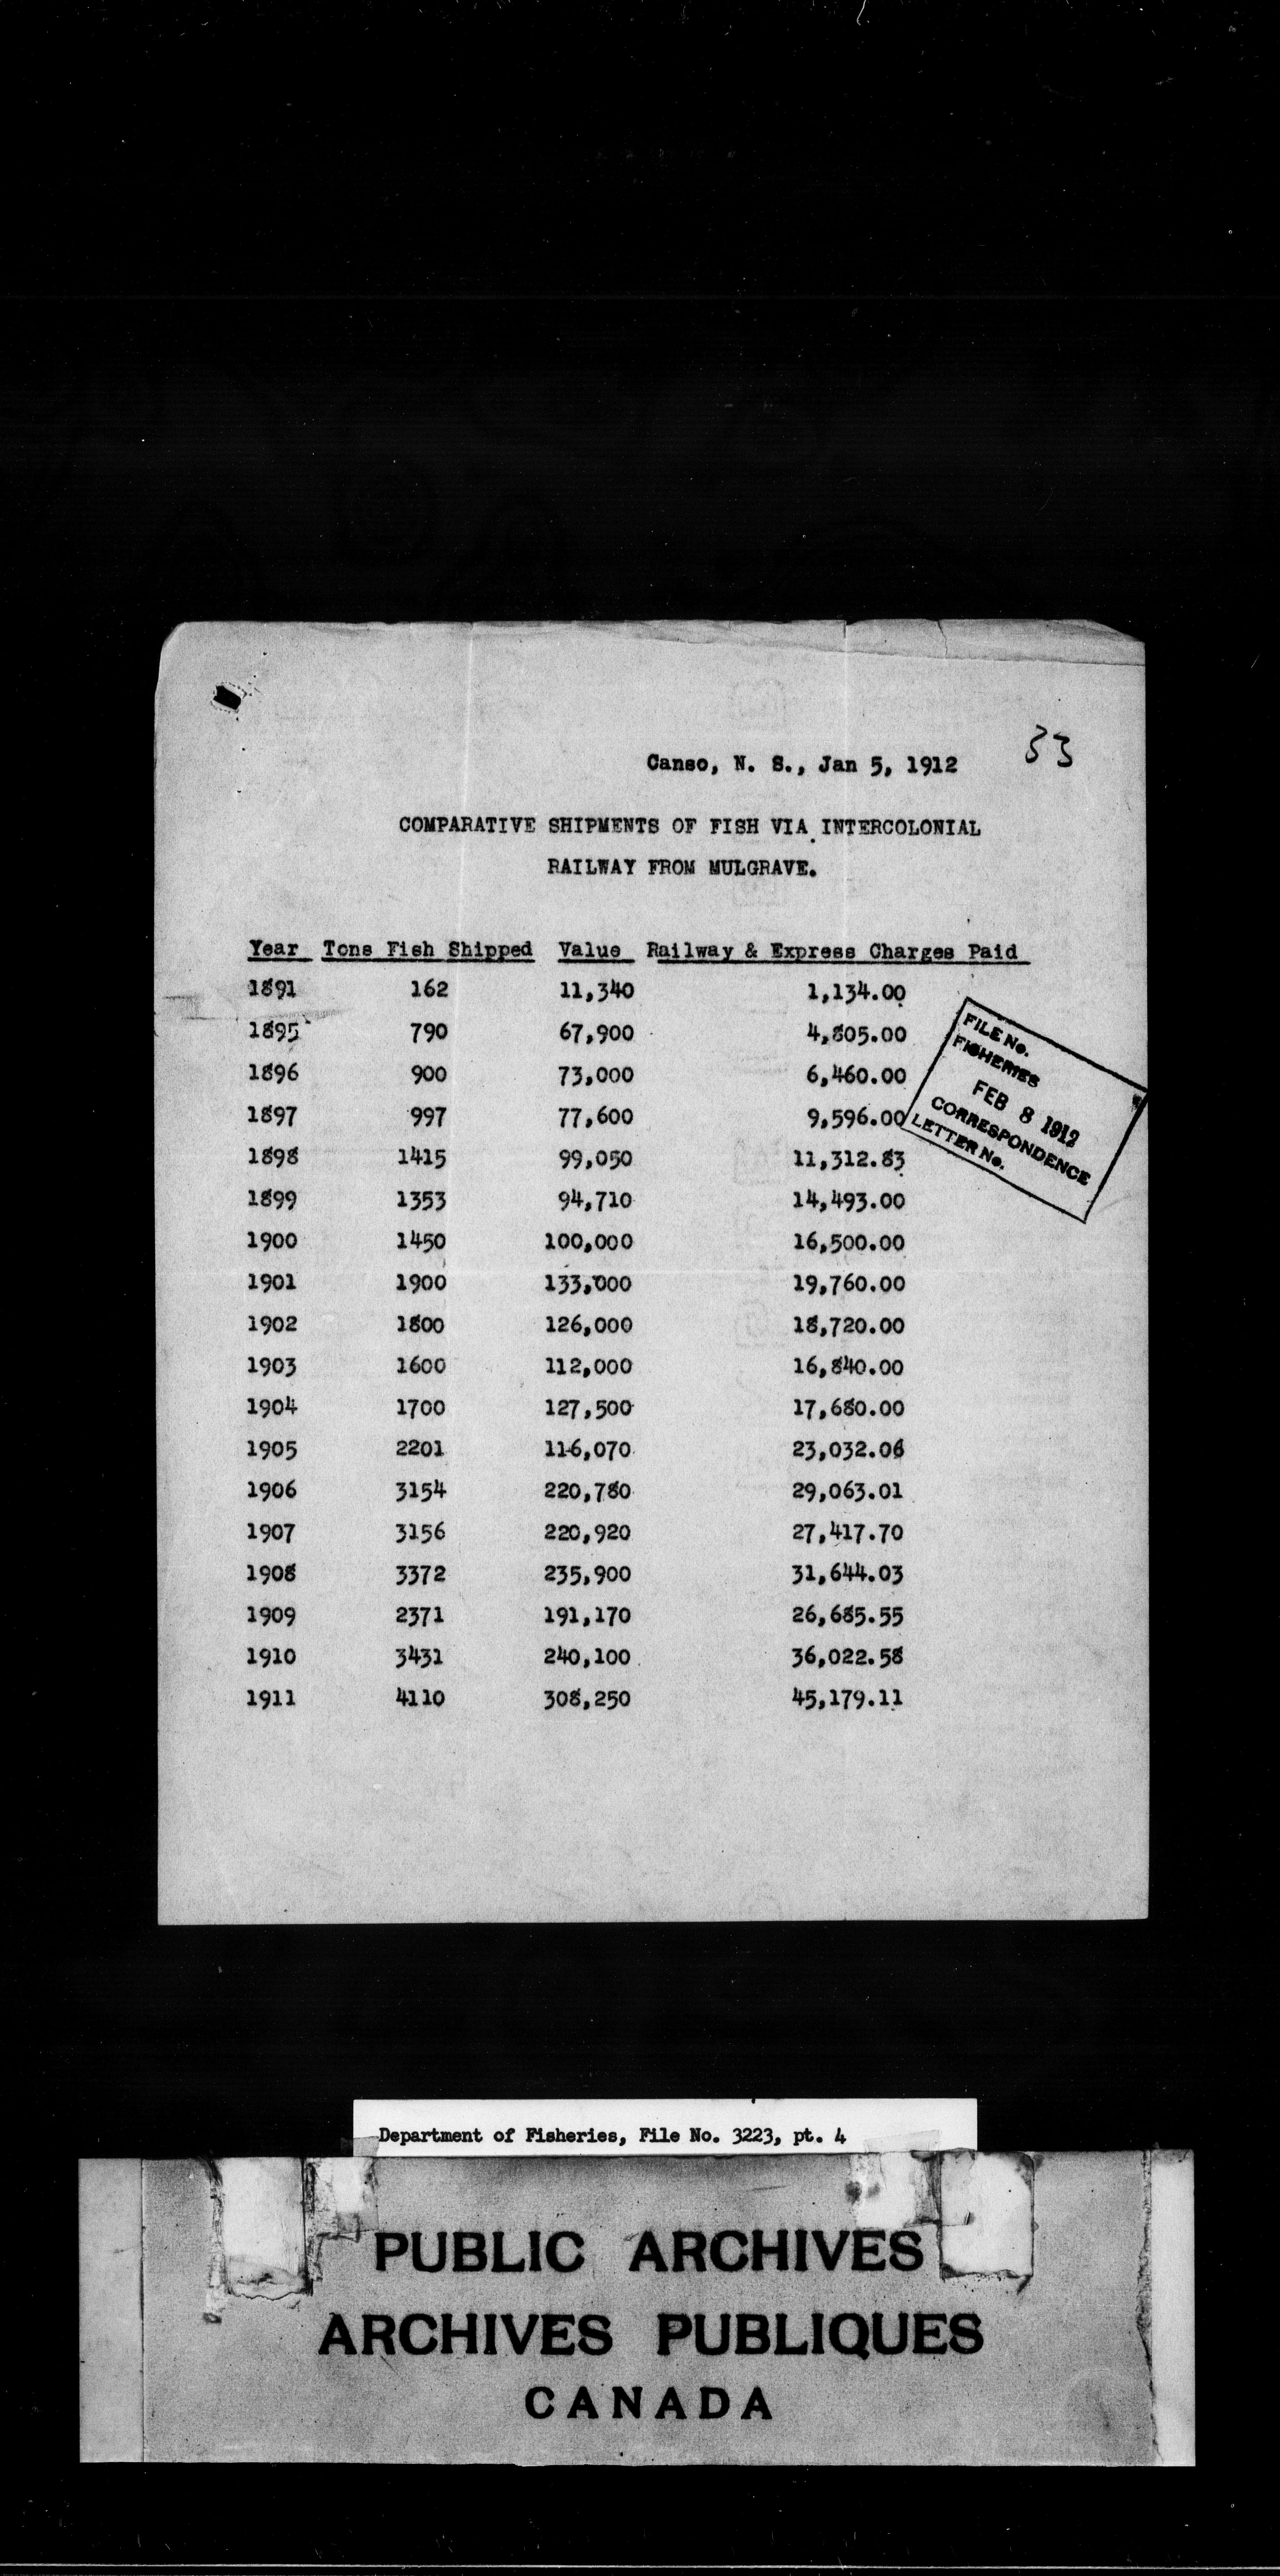 33
Canso, N. S., Jan 5, 1912
COMPARATIVE SHIPMENTS OF FISH VIA INTERCOLONIAL
RAILWAY FROM MULGRAVE.
Year Tons Fish Shipped Value Railway & Express Charges Paid
1891 162 11,340 1,134.00
1895 790 67,900 4,805.00
1896 900 73,000 6,460.00
1897 997 77,600 9,596.00
1898 1415 99,050 11,312.83
1899 1353 94,710 14,493.00
1900 1450 100,000 16,500.00
1901 1900 133,000 19,760.00
1902 1800 126,000 18,720.00
1903 1600 112,000 16,840.00
1904 1700 127,500 17,680.00
1905 2201 116,070 23,032.06
1906 3154 220,780 29,063.01
1907 3156 220,920 27,417.70
1908 3372 235,900 31,644.03
1909 2371 191,170 26,685.55
1910 3431 240,100 36,022.58
1911 4110 308,250 45,179.11
FILE No.
FISHERIES
FEB 8 1912
CORRESPONDENCE
LETTER No.
Department of Fisheries, File No. 3223, pt. 4
PUBLIC ARCHIVES
ARCHIVES PUBLIQUES
CANADA